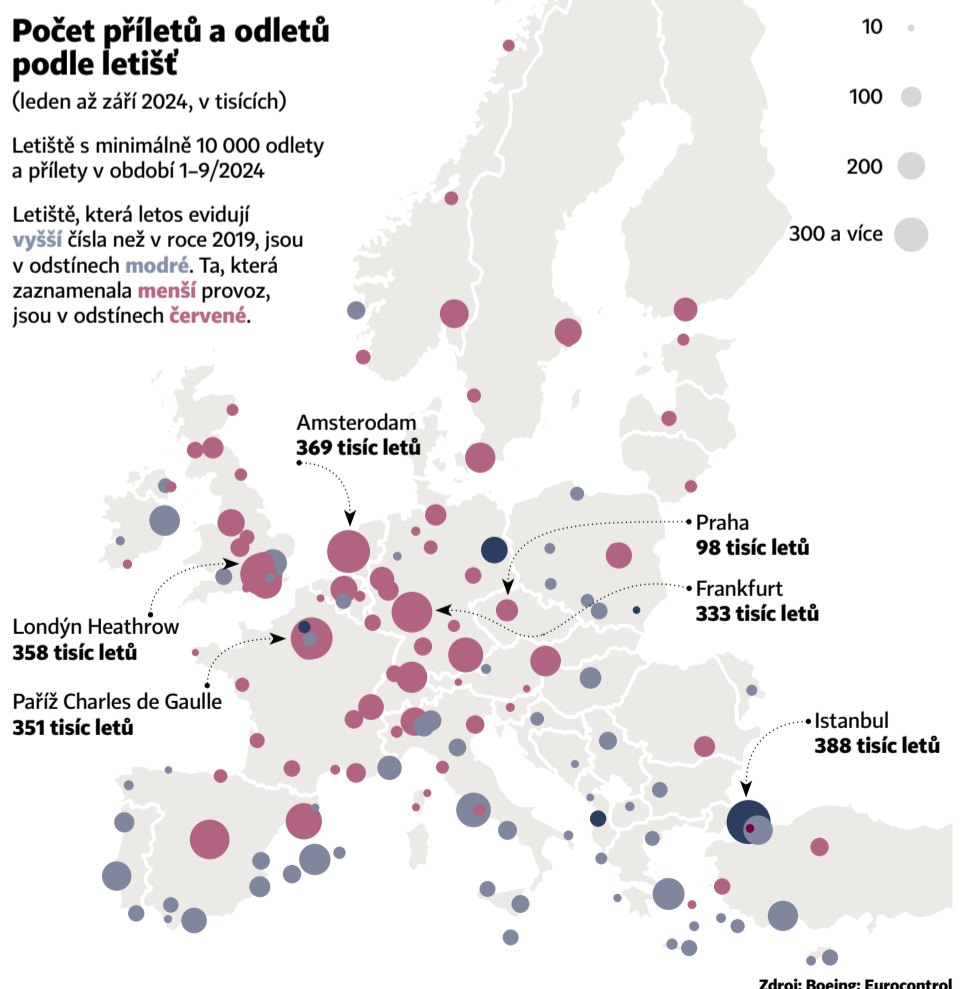 Počet příletů a odletů
podle letišť
(leden až září 2024, v tisících)
Letiště s minimálně 10 000 odlety
a přílety v období 1–9/2024
Letiště, která letos evidují
vyšší čísla než v roce 2019, jsou
v odstínech modré. Ta, která
zaznamenala menší provoz,
jsou v odstínech červené.
10
100
200
300 a více
Amsterodam
369 tisíc letů
Praha
98 tisíc letů
Frankfurt
333 tisíc letů
Londýn Heathrow
358 tisíc letů
Paříž Charles de Gaulle
351 tisíc letů
Istanbul
388 tisíc letů
Zdroj: Boeing; Eurocontrol